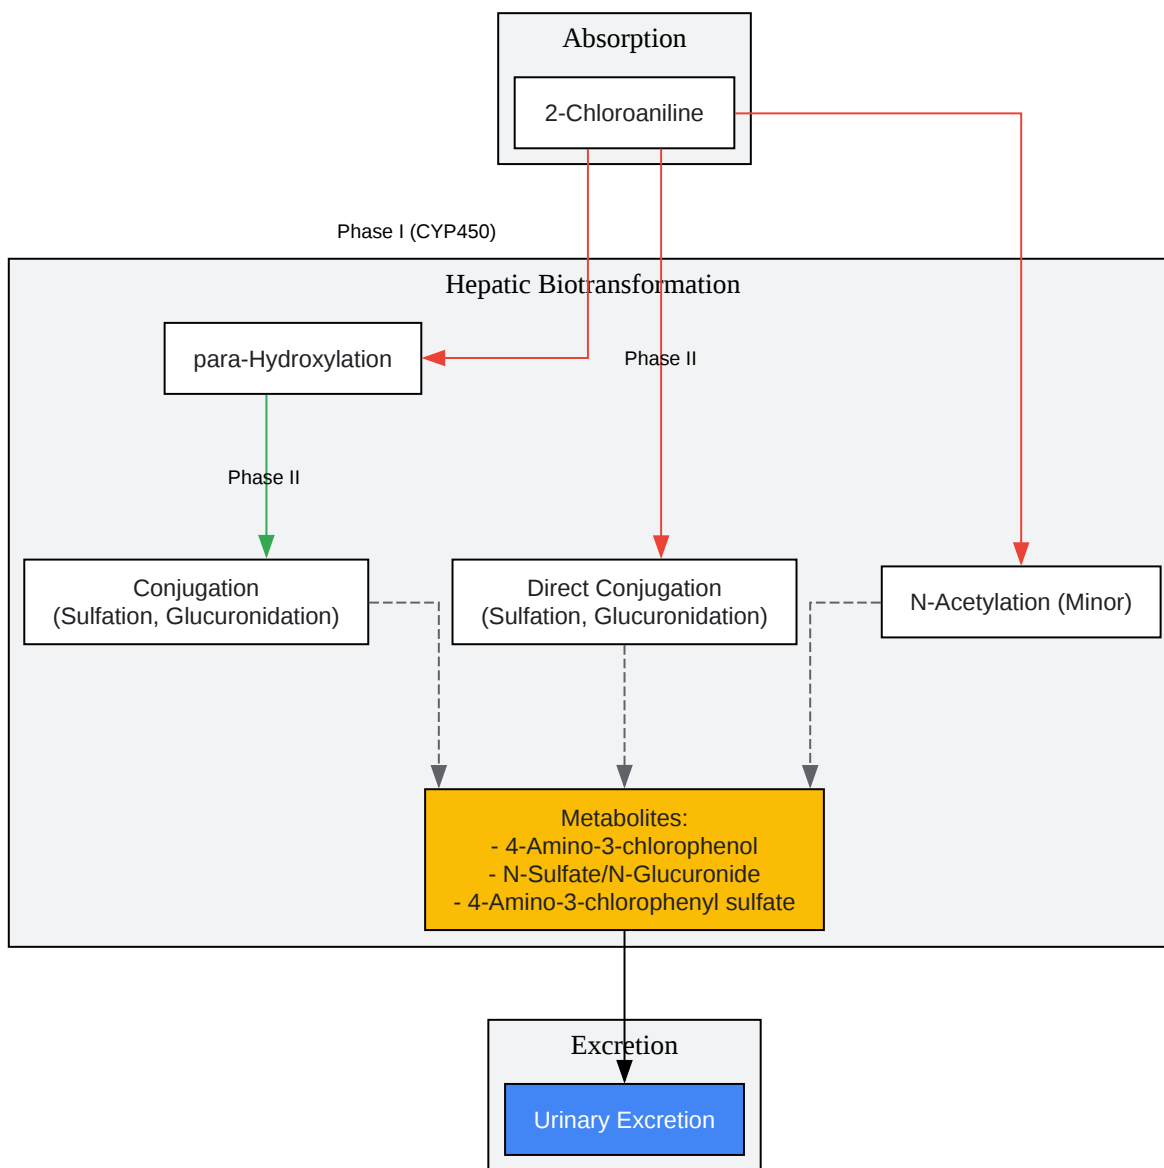 Absorption
2-Chloroaniline
Phase I (CYP450)
Hepatic Biotransformation
para-Hydroxylation
Phase II
Phase II
Conjugation
(Sulfation, Glucuronidation)
Direct Conjugation
(Sulfation, Glucuronidation)
N-Acetylation (Minor)
Metabolites:
- 4-Amino-3-chlorophenol
- N-Sulfate/N-Glucuronide
- 4-Amino-3-chlorophenyl sulfate
Excretion
Urinary Excretion